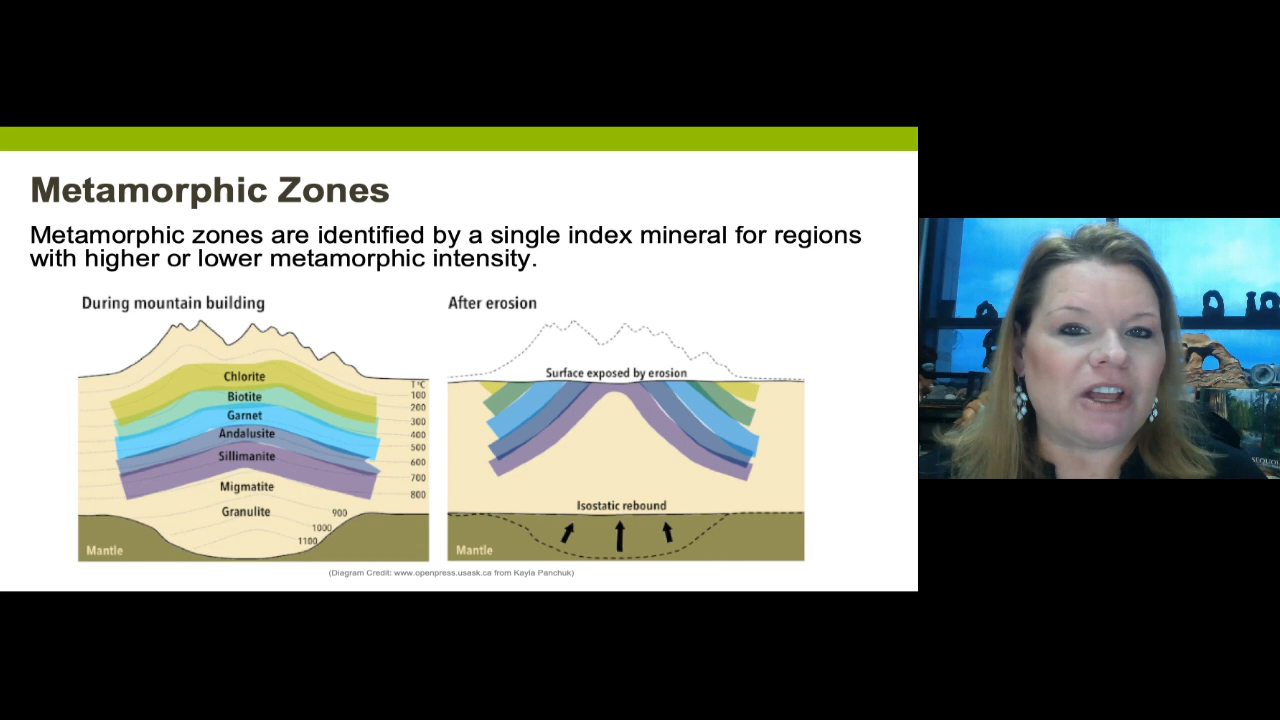 Metamorphic Zones
Metamorphic zones are identified by a single index mineral for regions
with higher or lower metamorphic intensity.
During mountain building
Chlorite
Biotite
Garnet
Andalusite
Sillimanite
Migmatite
Granulite
T°C
100
200
300
400
500
600
700
800
900
1000
1100
Mantle
After erosion
Surface exposed by erosion
Isostatic rebound
Mantle
(Diagram Credit: www.openpress.usask.ca from Kayla Panchuk)
SEQUOI